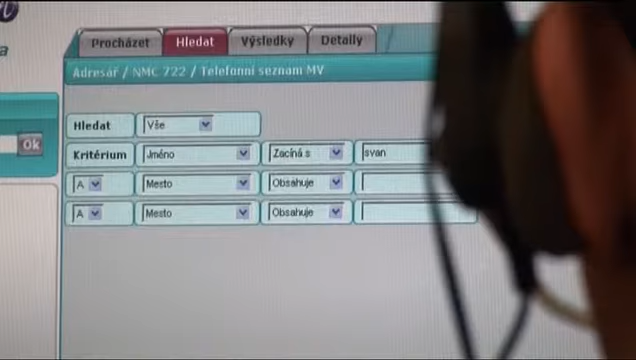 Procházet Hledat Výsledky Detaily
Adresář / NMC 722 / Telefonní seznam MV
Hledat Vše
Ok
Kritérium Jméno Zacíná s svan
A Mesto Obsahuje
A Mesto Obsahuje